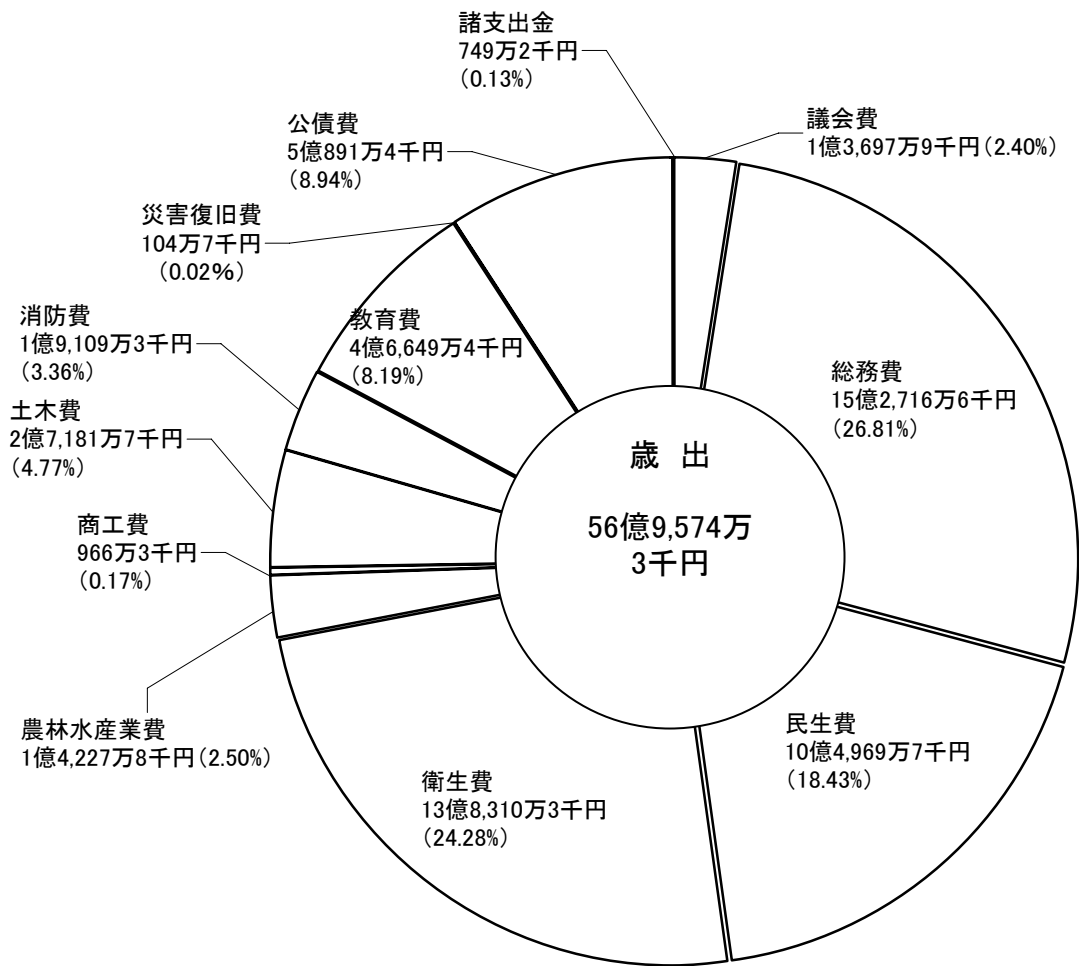 諸支出金
749万2千円
(0.13%)
議会費
1億3,697万9千円(2.40%)
公債費
5億891万4千円
(8.94%)
災害復旧費
104万7千円
(0.02%)
総務費
15億2,716万6千円
(26.81%)
消防費
1億9,109万3千円
(3.36%)
教育費
4億6,649万4千円
(8.19%)
土木費
2億7,181万7千円
(4.77%)
歳 出
56億9,574万
3千円
商工費
966万3千円
(0.17%)
農林水産業費
1億4,227万8千円(2.50%)
民生費
10億4,969万7千円
(18.43%)
衛生費
13億8,310万3千円
(24.28%)